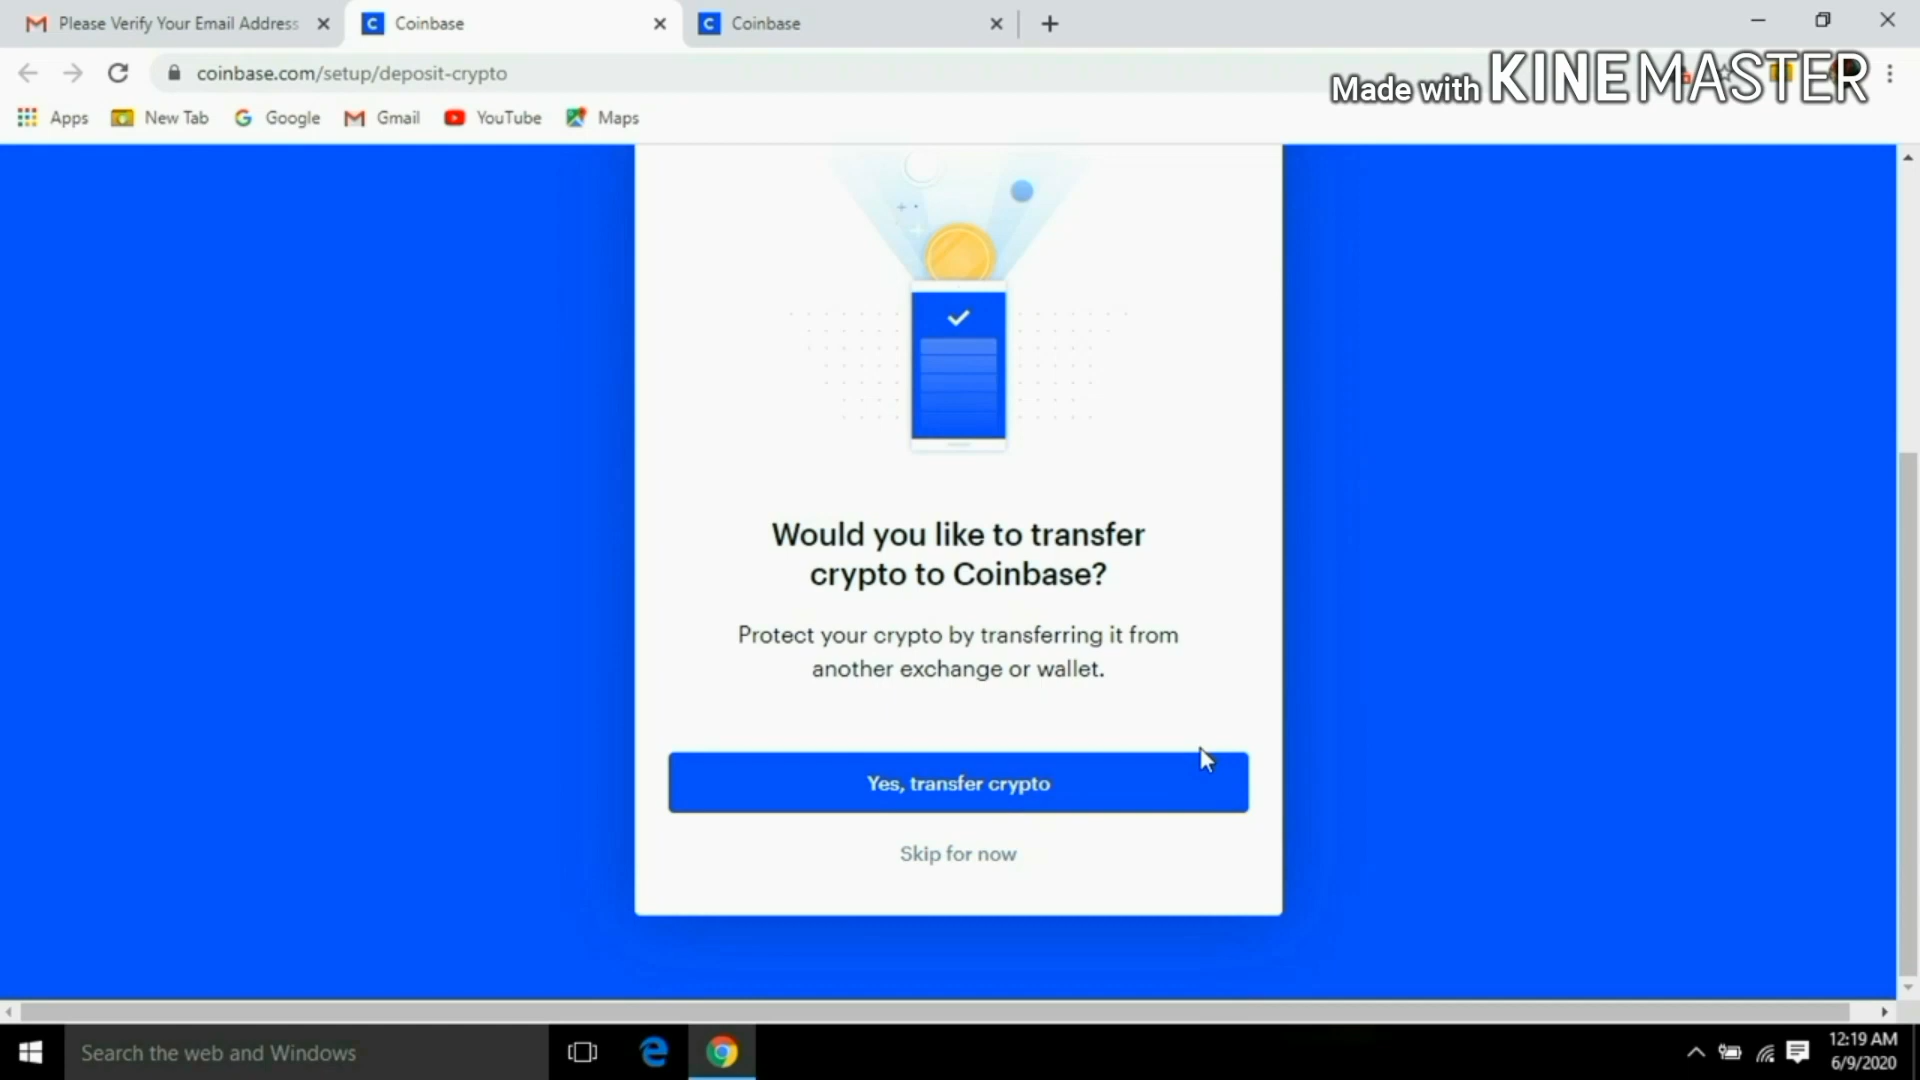 Please Verify Your Email Address
Coinbase
Coinbase
coinbase.com/setup/deposit-crypto
Made with KINEMASTER
Apps
New Tab
Google
Gmail
YouTube
Maps
Would you like to transfer
crypto to Coinbase?
Protect your crypto by transferring it from
another exchange or wallet.
Yes, transfer crypto
Skip for now
Search the web and Windows
12:19 AM
6/9/2020